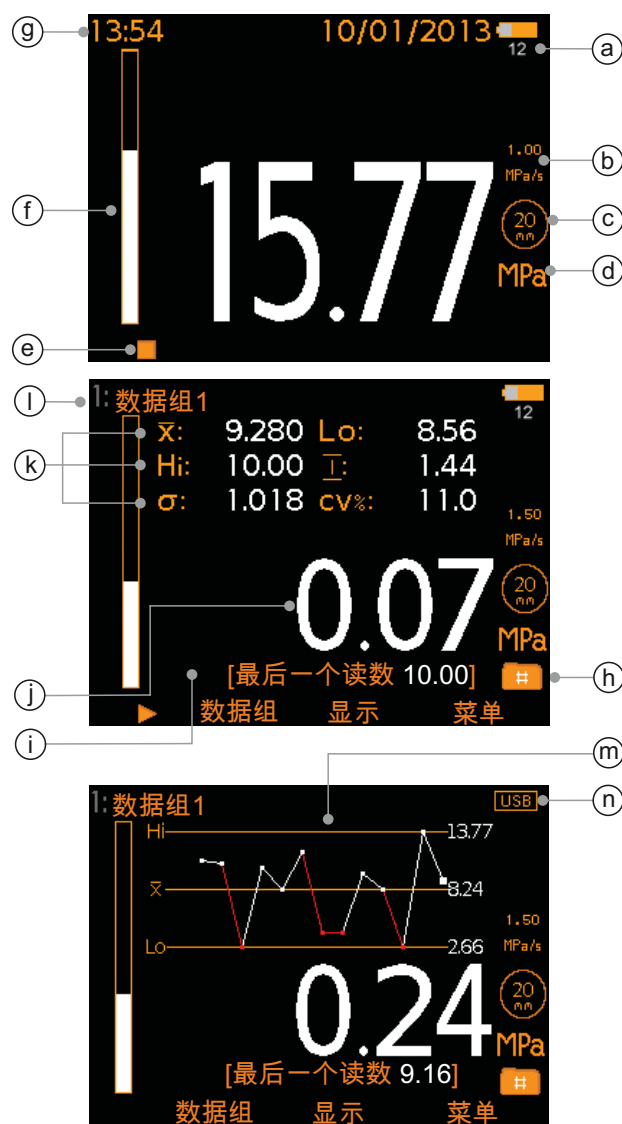 g 13:54 10/01/2013 12 a
1.00 MPa/s b
15.77
20 mm c
f
MPa d
e
l 1: 数据组1 12
x̅: 9.280 Lo: 8.56
k Hi: 10.00 工: 1.44
σ: 1.018 cv%: 11.0
1.50
MPa/s
0.07
20 mm
MPa
j [最后一个读数 10.00] # h
i 数据组 显示 菜单
m
1: 数据组1 USB n
Hi 13.77
x̅ 8.24
Lo 2.66
1.50
MPa/s
0.24
20 mm
MPa
[最后一个读数 9.16] #
数据组 显示 菜单